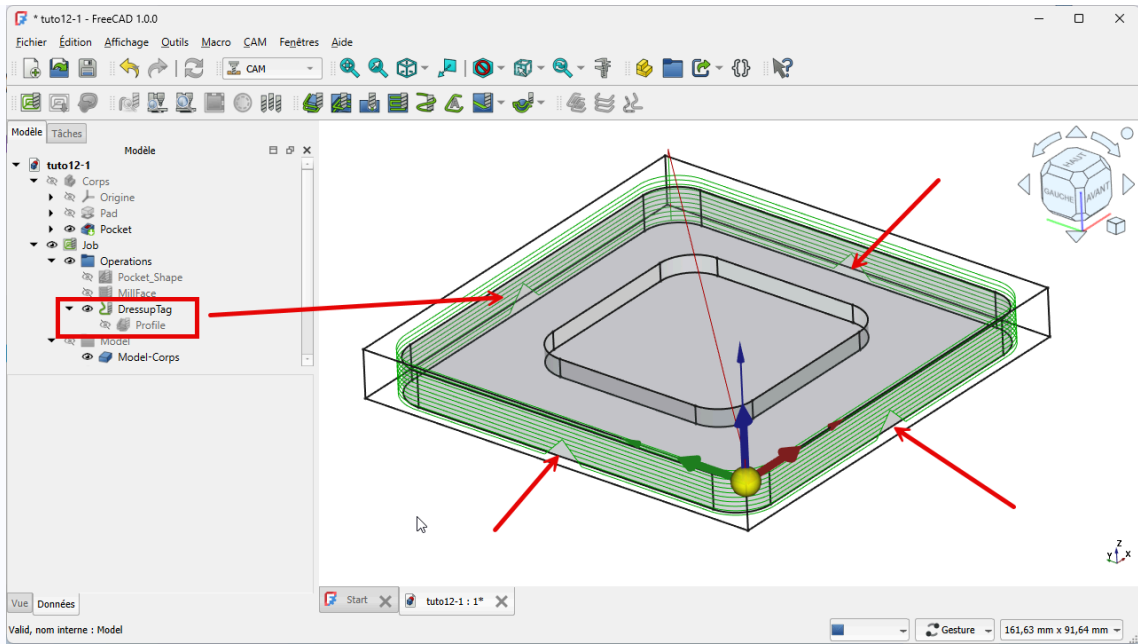 * tuto12-1 - FreeCAD 1.0.0
Fichier Édition Affichage Outils Macro CAM Fenêtres Aide
CAM
Modèle Tâches
Modèle
tuto12-1
Corps
Origine
Pad
Pocket
Job
Operations
Pocket_Shape
MillFace
DressupTag
Profile
Model
Model-Corps
HAUT
GAUCHE
AVANT
Z
Y
X
Vue Données
Start
tuto12-1 : 1*
Valid, nom interne : Model
Gesture
161,63 mm x 91,64 mm